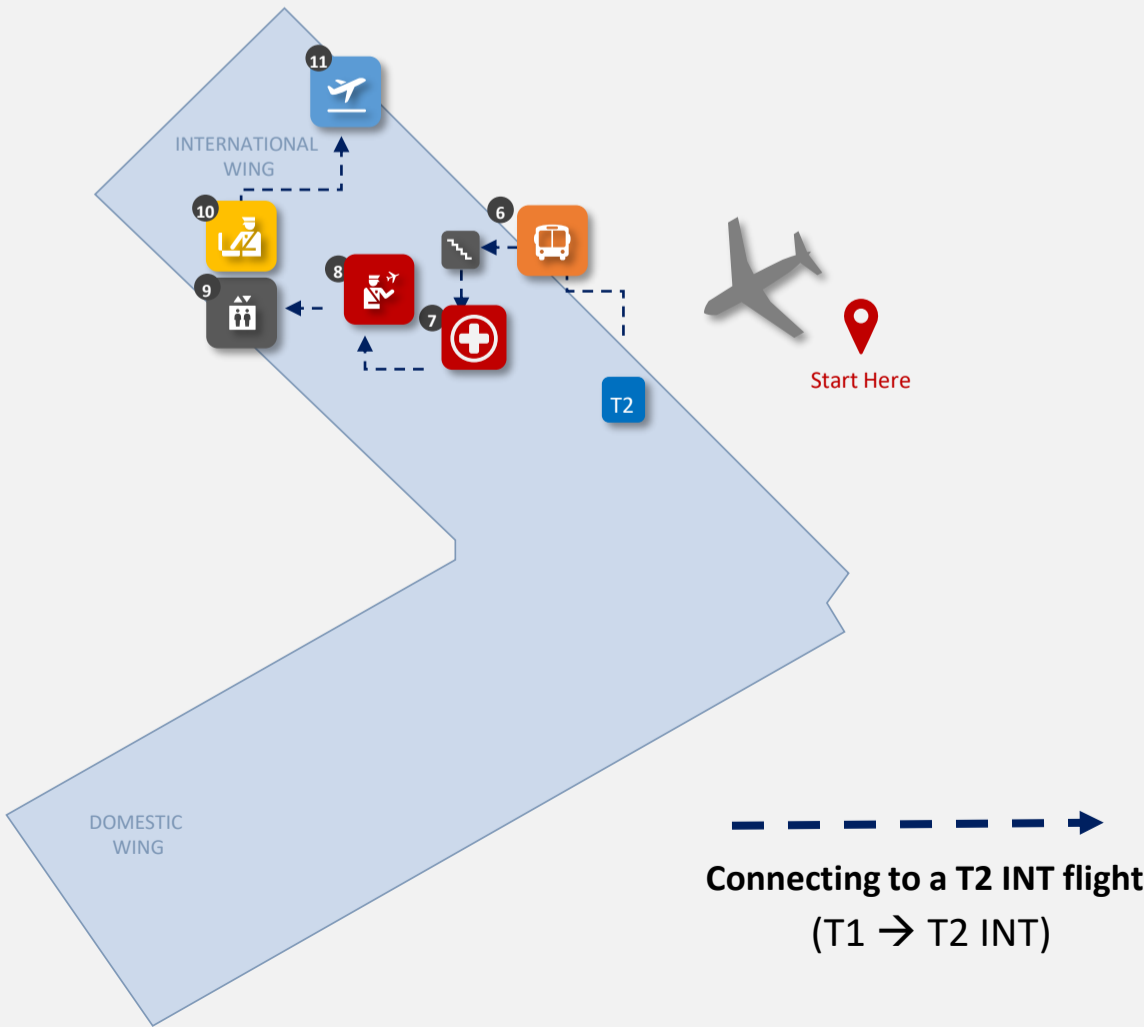 11
INTERNATIONAL
WING
10
6
8
9
7
Start Here
T2
DOMESTIC
WING
Connecting to a T2 INT flight
(T1 → T2 INT)